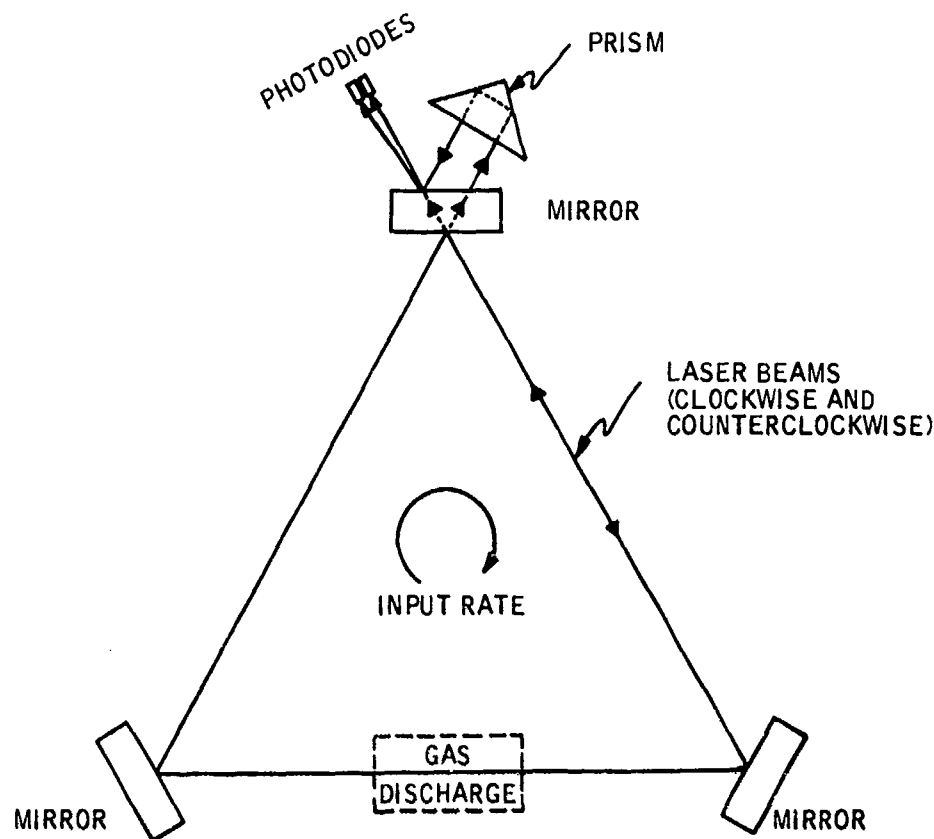 PHOTODIODES
PRISM
MIRROR
LASER BEAMS
(CLOCKWISE AND
COUNTERCLOCKWISE)
INPUT RATE
GAS
DISCHARGE
MIRROR
MIRROR